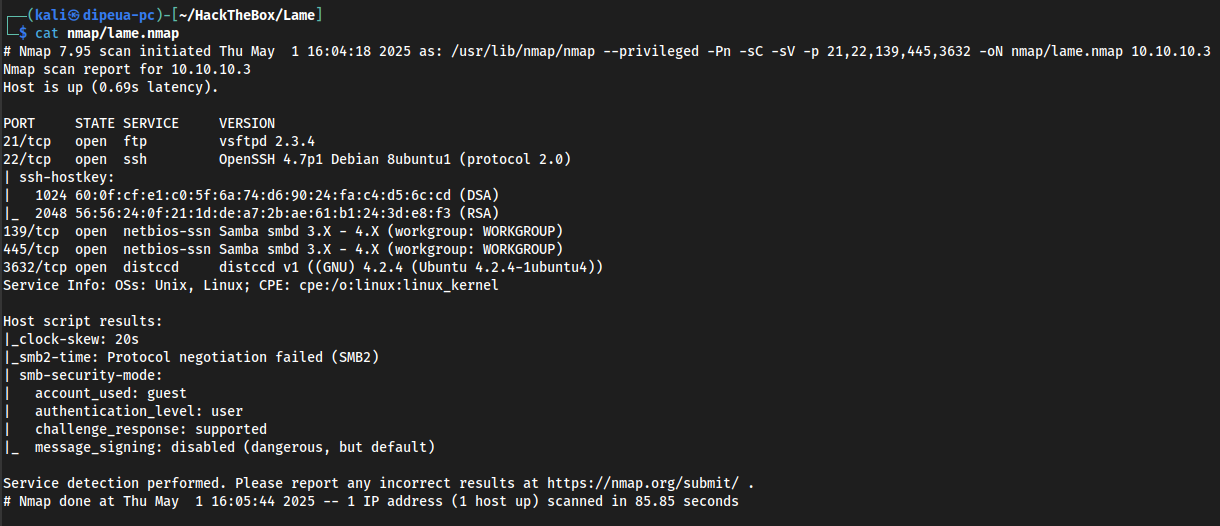 ┌──(kali㉿dipeua-pc)-[~/HackTheBox/Lame]
└─$ cat nmap/lame.nmap
# Nmap 7.95 scan initiated Thu May  1 16:04:18 2025 as: /usr/lib/nmap/nmap --privileged -Pn -sC -sV -p 21,22,139,445,3632 -oN nmap/lame.nmap 10.10.10.3
Nmap scan report for 10.10.10.3
Host is up (0.69s latency).

PORT     STATE SERVICE     VERSION
21/tcp   open  ftp         vsftpd 2.3.4
22/tcp   open  ssh         OpenSSH 4.7p1 Debian 8ubuntu1 (protocol 2.0)
| ssh-hostkey:
|   1024 60:0f:cf:e1:c0:5f:6a:74:d6:90:24:fa:c4:d5:6c:cd (DSA)
|_  2048 56:56:24:0f:21:1d:de:a7:2b:ae:61:b1:24:3d:e8:f3 (RSA)
139/tcp  open  netbios-ssn Samba smbd 3.X - 4.X (workgroup: WORKGROUP)
445/tcp  open  netbios-ssn Samba smbd 3.X - 4.X (workgroup: WORKGROUP)
3632/tcp open  distccd     distccd v1 ((GNU) 4.2.4 (Ubuntu 4.2.4-1ubuntu4))
Service Info: OSs: Unix, Linux; CPE: cpe:/o:linux:linux_kernel

Host script results:
|_clock-skew: 20s
|_smb2-time: Protocol negotiation failed (SMB2)
| smb-security-mode:
|   account_used: guest
|   authentication_level: user
|   challenge_response: supported
|_  message_signing: disabled (dangerous, but default)

Service detection performed. Please report any incorrect results at https://nmap.org/submit/ .
# Nmap done at Thu May  1 16:05:44 2025 -- 1 IP address (1 host up) scanned in 85.85 seconds